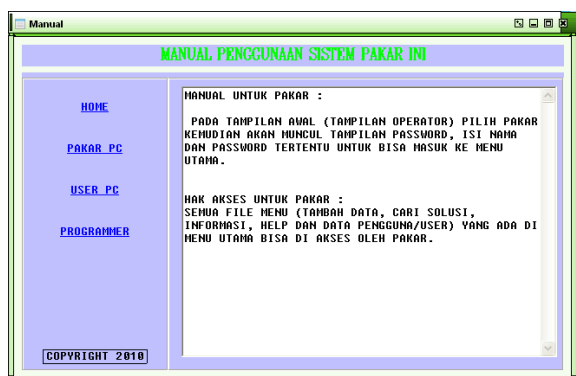 Manual
MANUAL PENGGUNAAN SISTEM PAKAR INI
HOME
PAKAR PC
USER PC
PROGRAMMER
COPYRIGHT 2010
MANUAL UNTUK PAKAR :
PADA TAMPILAN AWAL (TAMPILAN OPERATOR) PILIH PAKAR
KEMUDIAN AKAN MUNCUL TAMPILAN PASSWORD, ISI NAMA
DAN PASSWORD TERTENTU UNTUK BISA MASUK KE MENU
UTAMA.
HAK AKSES UNTUK PAKAR :
SEMUA FILE MENU (TAMBAH DATA, CARI SOLUSI,
INFORMASI, HELP DAN DATA PENGGUNA/USER) YANG ADA DI
MENU UTAMA BISA DI AKSES OLEH PAKAR.